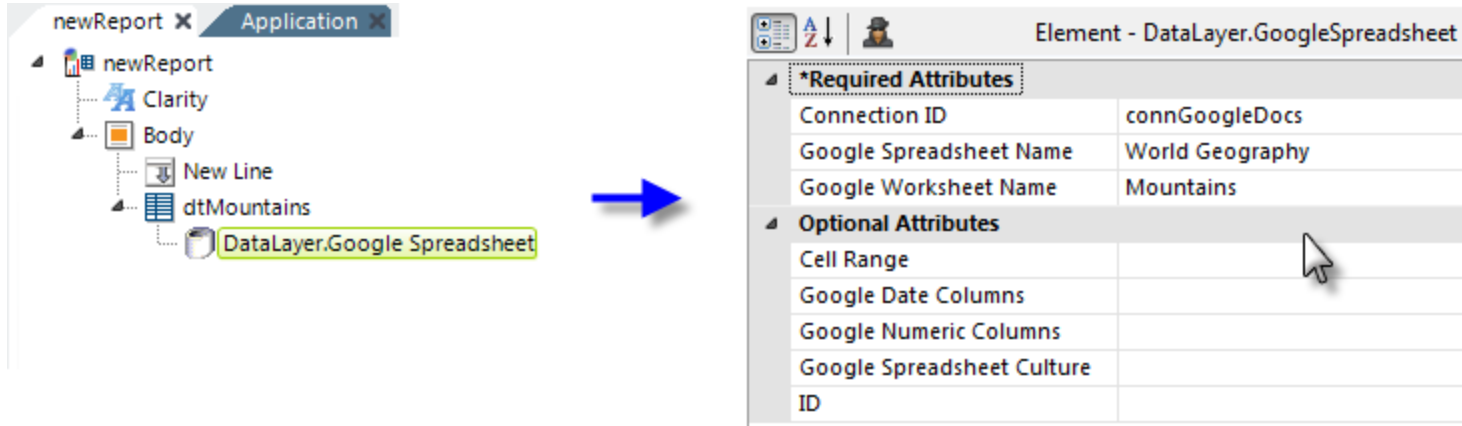 newReport Application
newReport
Clarity
Body
New Line
dtMountains
DataLayer.Google Spreadsheet
A Z Element - DataLayer.GoogleSpreadsheet
*Required Attributes
Connection ID connGoogleDocs
Google Spreadsheet Name World Geography
Google Worksheet Name Mountains
Optional Attributes
Cell Range
Google Date Columns
Google Numeric Columns
Google Spreadsheet Culture
ID